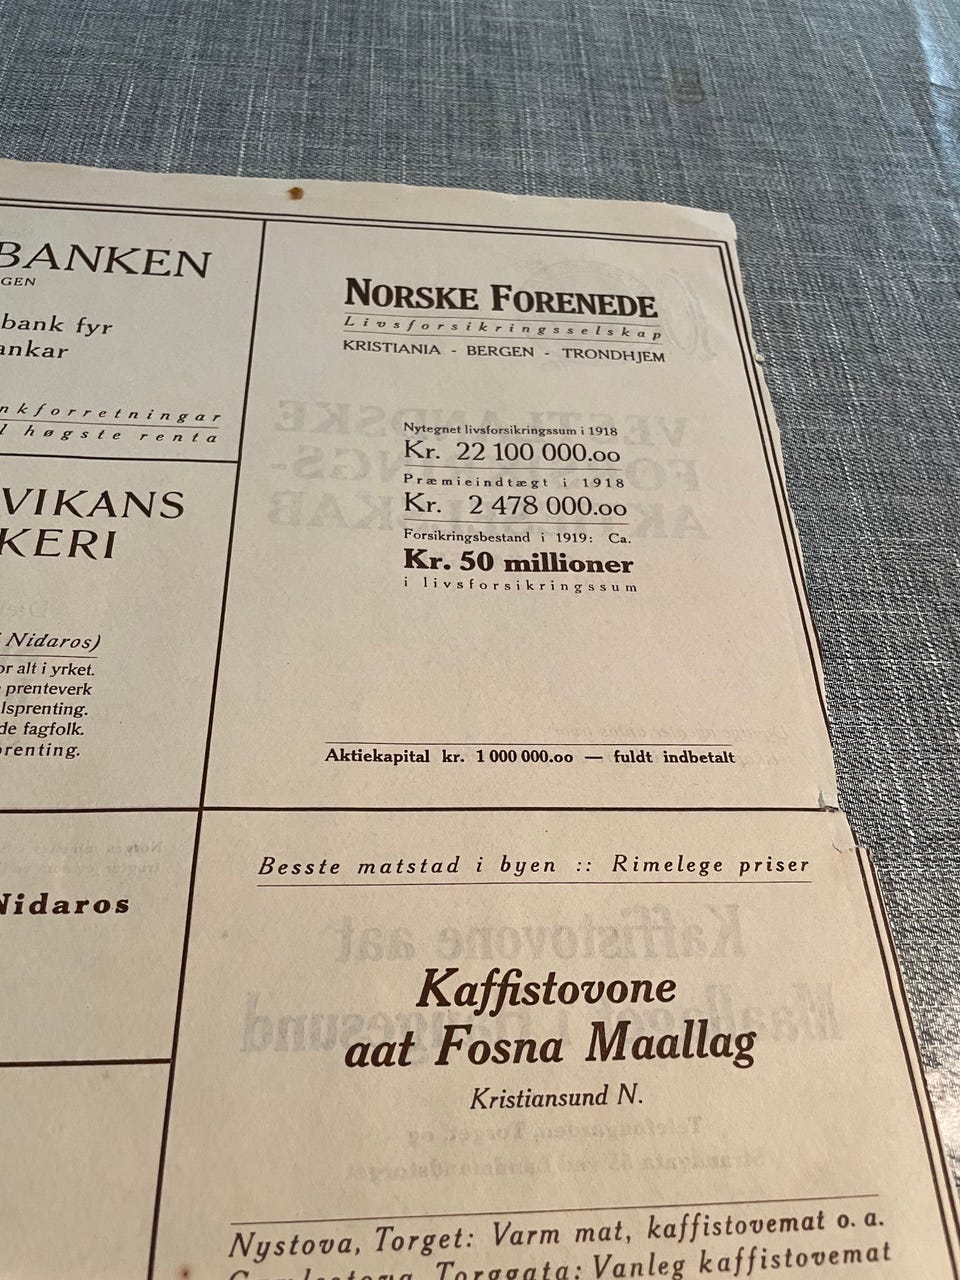 BANKEN
GEN
bank fyr
ankar
nkforretningar
l høgste renta
VIKANS
KERI
Nidaros)
or alt i yrket.
prenteverk
lsprenting.
de fagfolk.
prenting.
Nidaros
NORSKE FORENEDE
Livsforsikringsselskap
KRISTIANIA - BERGEN - TRONDHJEM
Nytegnet livsforsikringssum i 1918
Kr. 22 100 000.oo
Præmieindtægt i 1918
Kr. 2 478 000.oo
Forsikringsbestand i 1919: Ca.
Kr. 50 millioner
i livsforsikringssum
Aktiekapital kr. 1 000 000.oo — fuldt indbetalt
Besste matstad i byen :: Rimelege priser
Kaffistovone
aat Fosna Maallag
Kristiansund N.
Nystova, Torget: Varm mat, kaffistovemat o. a.
Torggata: Vanleg kaffistovemat